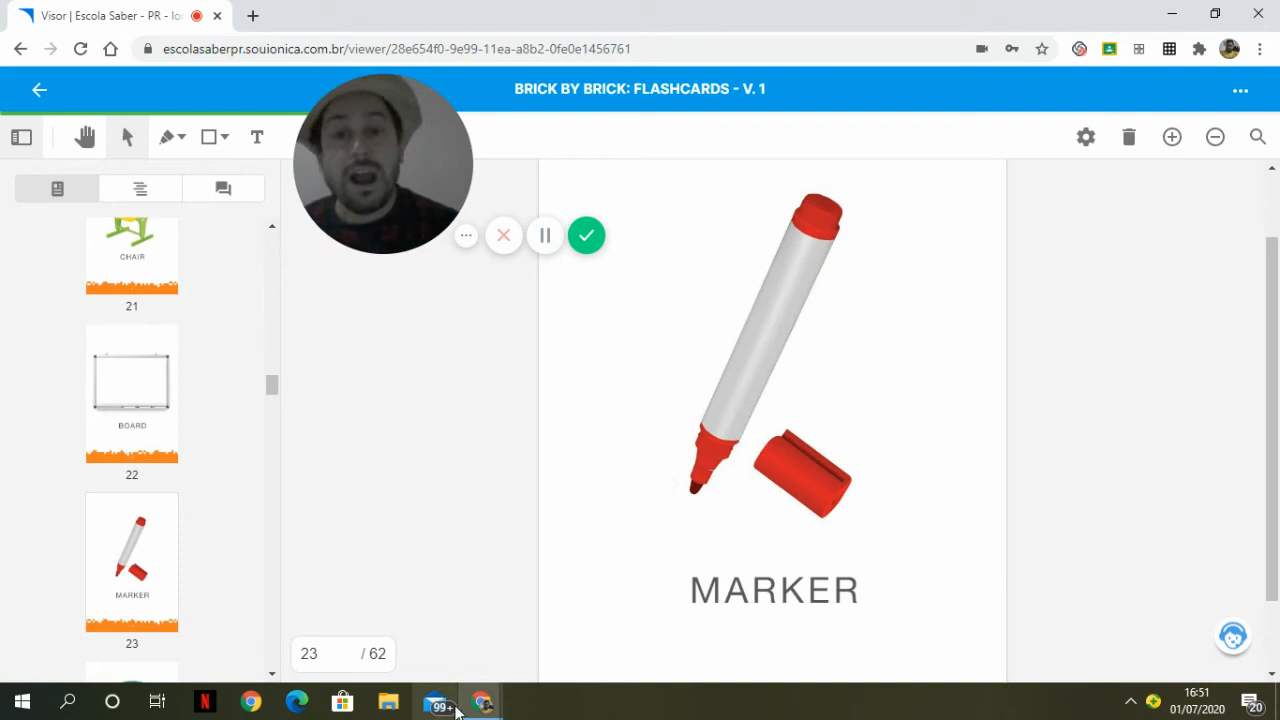 Visor | Escola Saber - PR - Ior
escolasaberpr.souionica.com.br/viewer/28e654f0-9e99-11ea-a8b2-0fe0e1456761
BRICK BY BRICK: FLASHCARDS - V. 1
T
CHAIR
21
BOARD
22
MARKER
23
MARKER
23 / 62
N
99+
16:51
01/07/2020
20